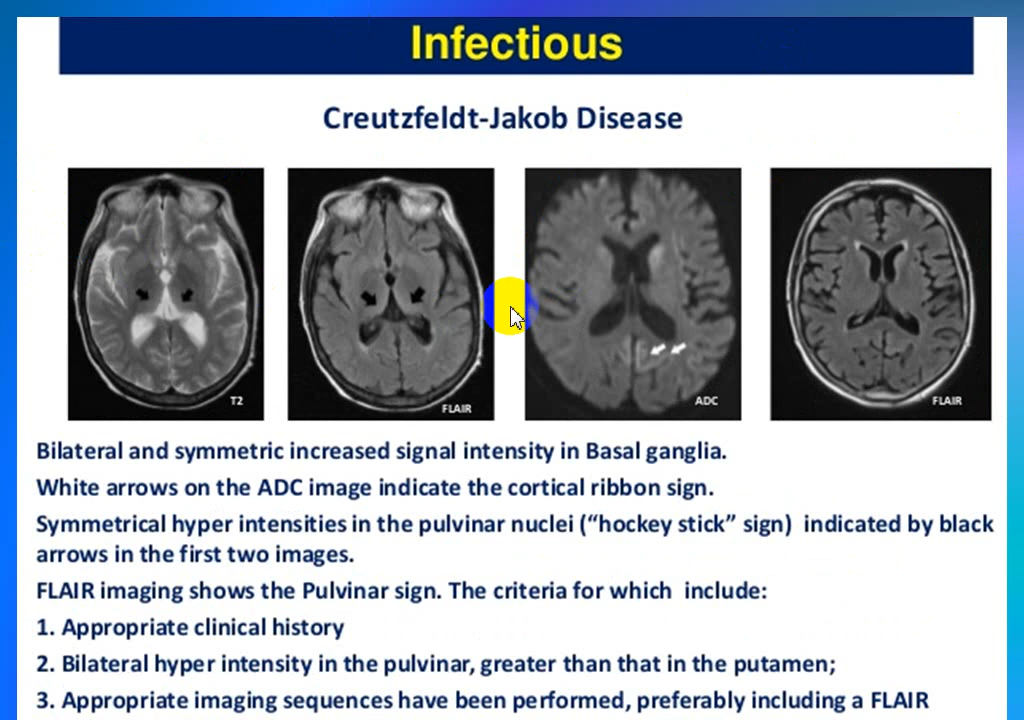 Infectious
Creutzfeldt-Jakob Disease
T2
FLAIR
ADC
FLAIR
Bilateral and symmetric increased signal intensity in Basal ganglia.
White arrows on the ADC image indicate the cortical ribbon sign.
Symmetrical hyper intensities in the pulvinar nuclei (“hockey stick” sign) indicated by black
arrows in the first two images.
FLAIR imaging shows the Pulvinar sign. The criteria for which include:
1. Appropriate clinical history
2. Bilateral hyper intensity in the pulvinar, greater than that in the putamen;
3. Appropriate imaging sequences have been performed, preferably including a FLAIR